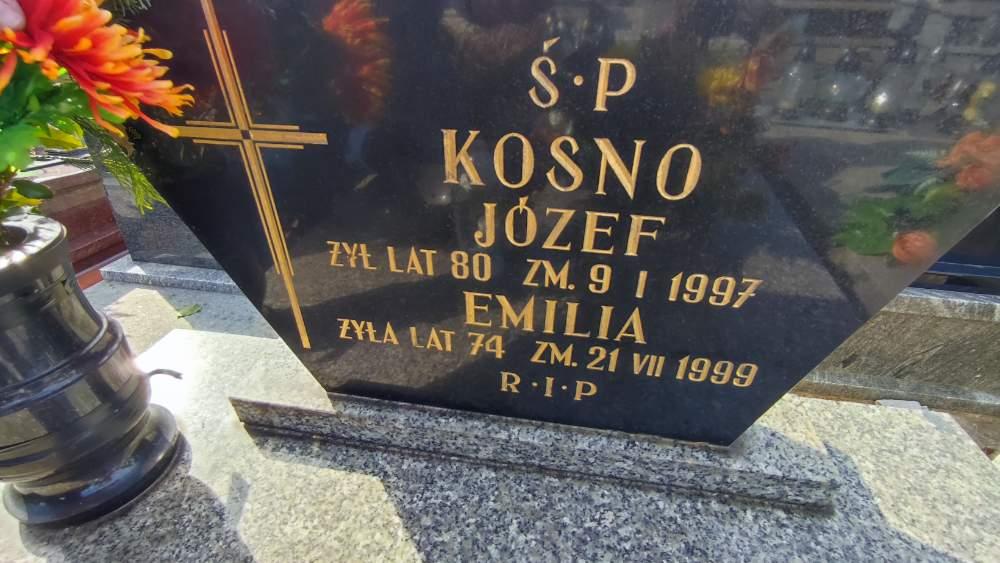 Ś·P
KOSNO
JÓZEF
ŻYŁ LAT 80 ZM. 9 I 1997
EMILIA
ŻYŁA LAT 74 ZM. 21 VII 1999
R·I·P